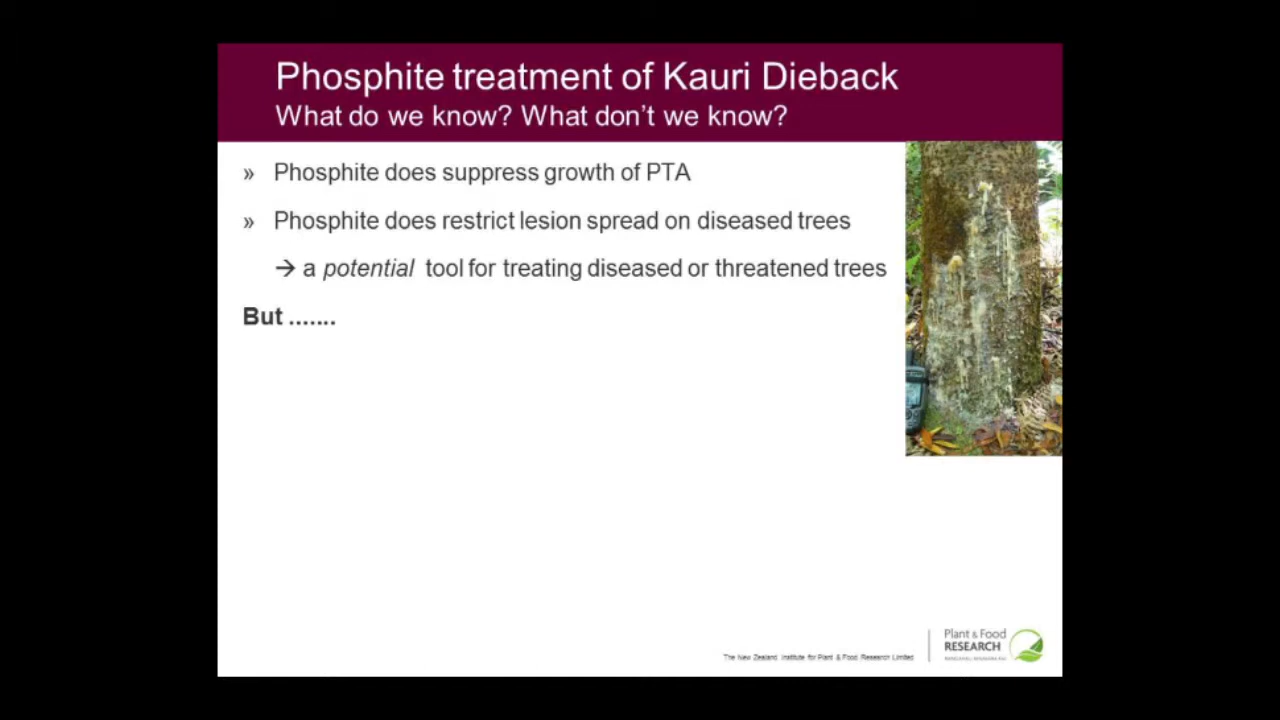 Phosphite treatment of Kauri Dieback
What do we know? What don't we know?
» Phosphite does suppress growth of PTA
» Phosphite does restrict lesion spread on diseased trees
→ a potential tool for treating diseased or threatened trees
But .......
The New Zealand Institute for Plant & Food Research Limited
Plant & Food
RESEARCH